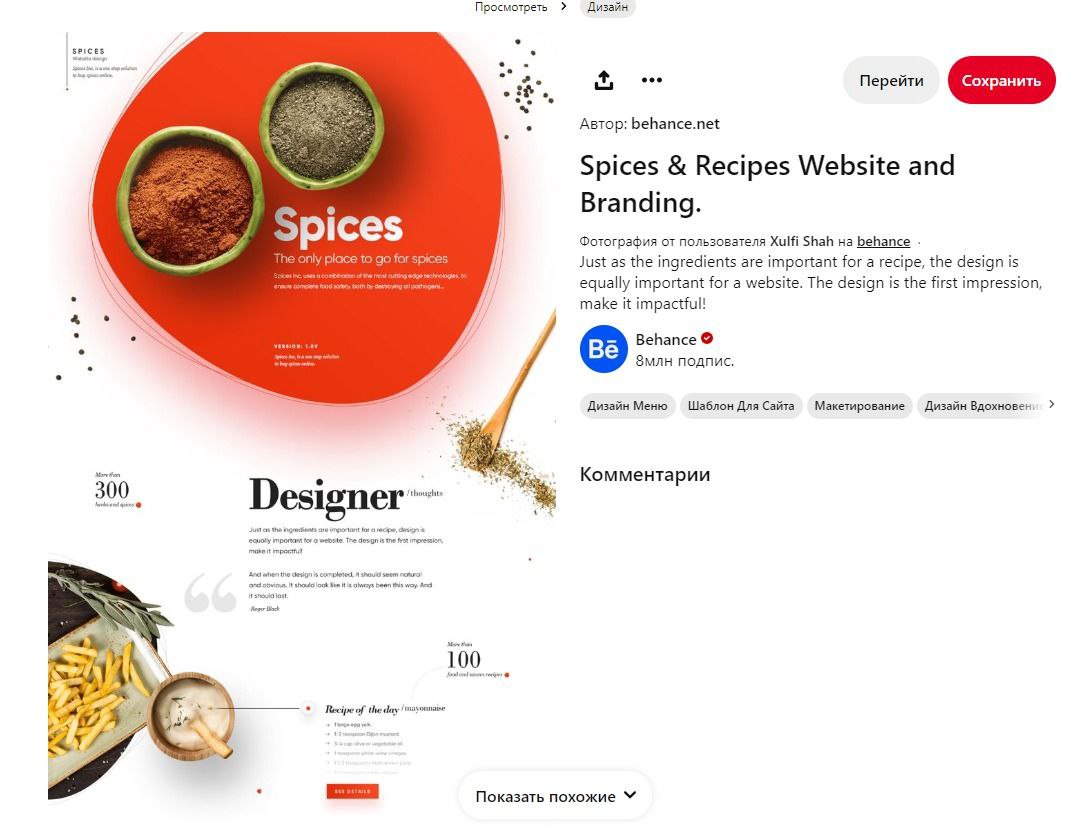 Просмотреть
Дизайн
SPICES
Website design
Spices Inc, is a one stop solution
to buy spices online.
Spices
The only place to go for spices
Spices Inc, uses a combination of the most cutting edge technologies, to
ensure complete food safety, both by destroying all pathogens...
VERSION: 1.0V
Spices Inc, is a one stop solution
to buy spices online.
More than
300
herbs and spices
Designer /thoughts
Just as the ingredients are important for a recipe, design is
equally important for a website. The design is the first impression,
make it impactful!
“
And when the design is completed, it should seem natural
and obvious. It should look like it is always been this way. And
it should last.
-Roger Black
More than
100
food and sauces recipes
Recipe of the day /mayonnaise
1 large egg yolk.
1/2 teaspoon Dijon mustard.
3/4 cup olive or vegetable oil.
1 teaspoon white-wine vinegar.
1 1/2 teaspoons fresh lemon juice.
SEE DETAILS
Перейти
Сохранить
Автор: behance.net
Spices & Recipes Website and
Branding.
Фотография от пользователя Xulfi Shah на behance ·
Just as the ingredients are important for a recipe, the design is
equally important for a website. The design is the first impression,
make it impactful!
Bē
Behance
8млн подпис.
Дизайн Меню
Шаблон Для Сайта
Макетирование
Дизайн Вдохновени
Комментарии
Показать похожие